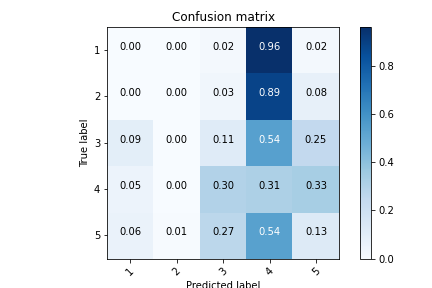 Confusion matrix
1 0.00 0.00 0.02 0.96 0.02
2 0.00 0.00 0.03 0.89 0.08
3 0.09 0.00 0.11 0.54 0.25
4 0.05 0.00 0.30 0.31 0.33
5 0.06 0.01 0.27 0.54 0.13
1 2 3 4 5
True label
Predicted label
0.8
0.6
0.4
0.2
0.0